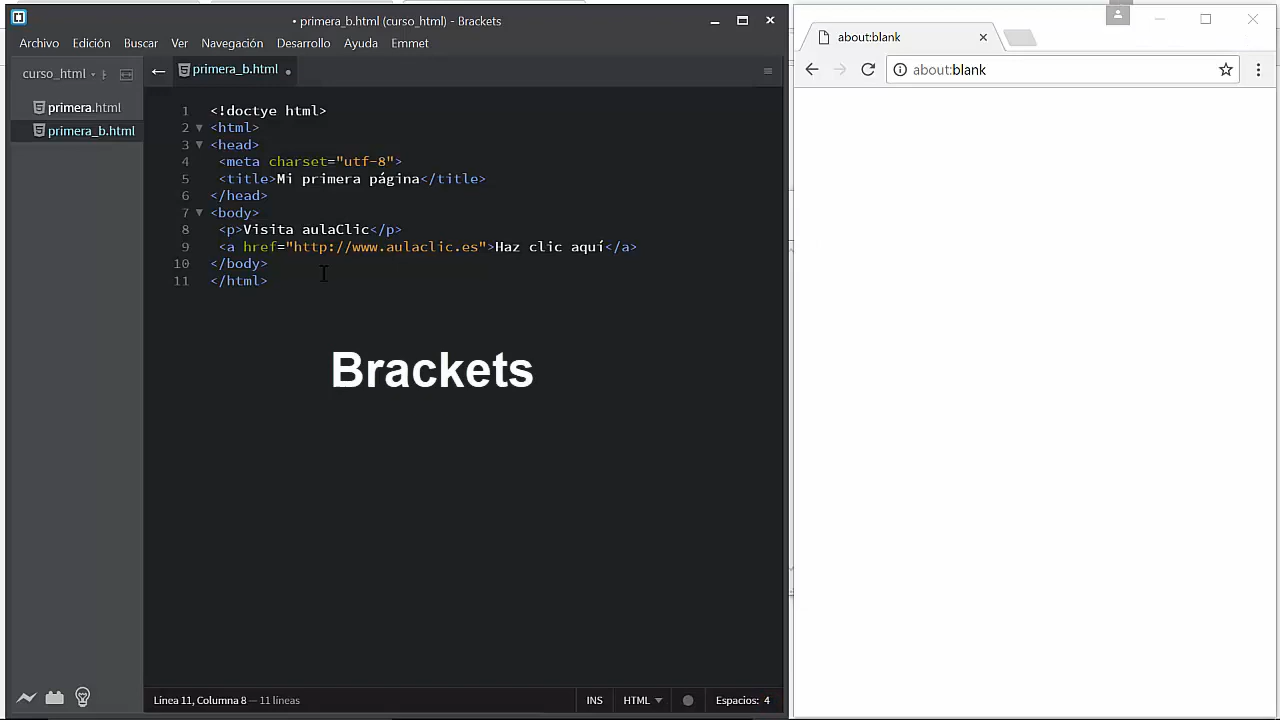 • primera_b.html (curso_html) - Brackets
Archivo Edición Buscar Ver Navegación Desarrollo Ayuda Emmet
curso_html
primera.html
primera_b.html
primera_b.html •
1 <!doctye html>
2 <html>
3 <head>
4 <meta charset="utf-8">
5 <title>Mi primera página</title>
6 </head>
7 <body>
8 <p>Visita aulaClic</p>
9 <a href="http://www.aulaclic.es">Haz clic aquí</a>
10 </body>
11 </html>
Brackets
Línea 11, Columna 8 — 11 líneas
INS HTML Espacios: 4
about:blank
about:blank